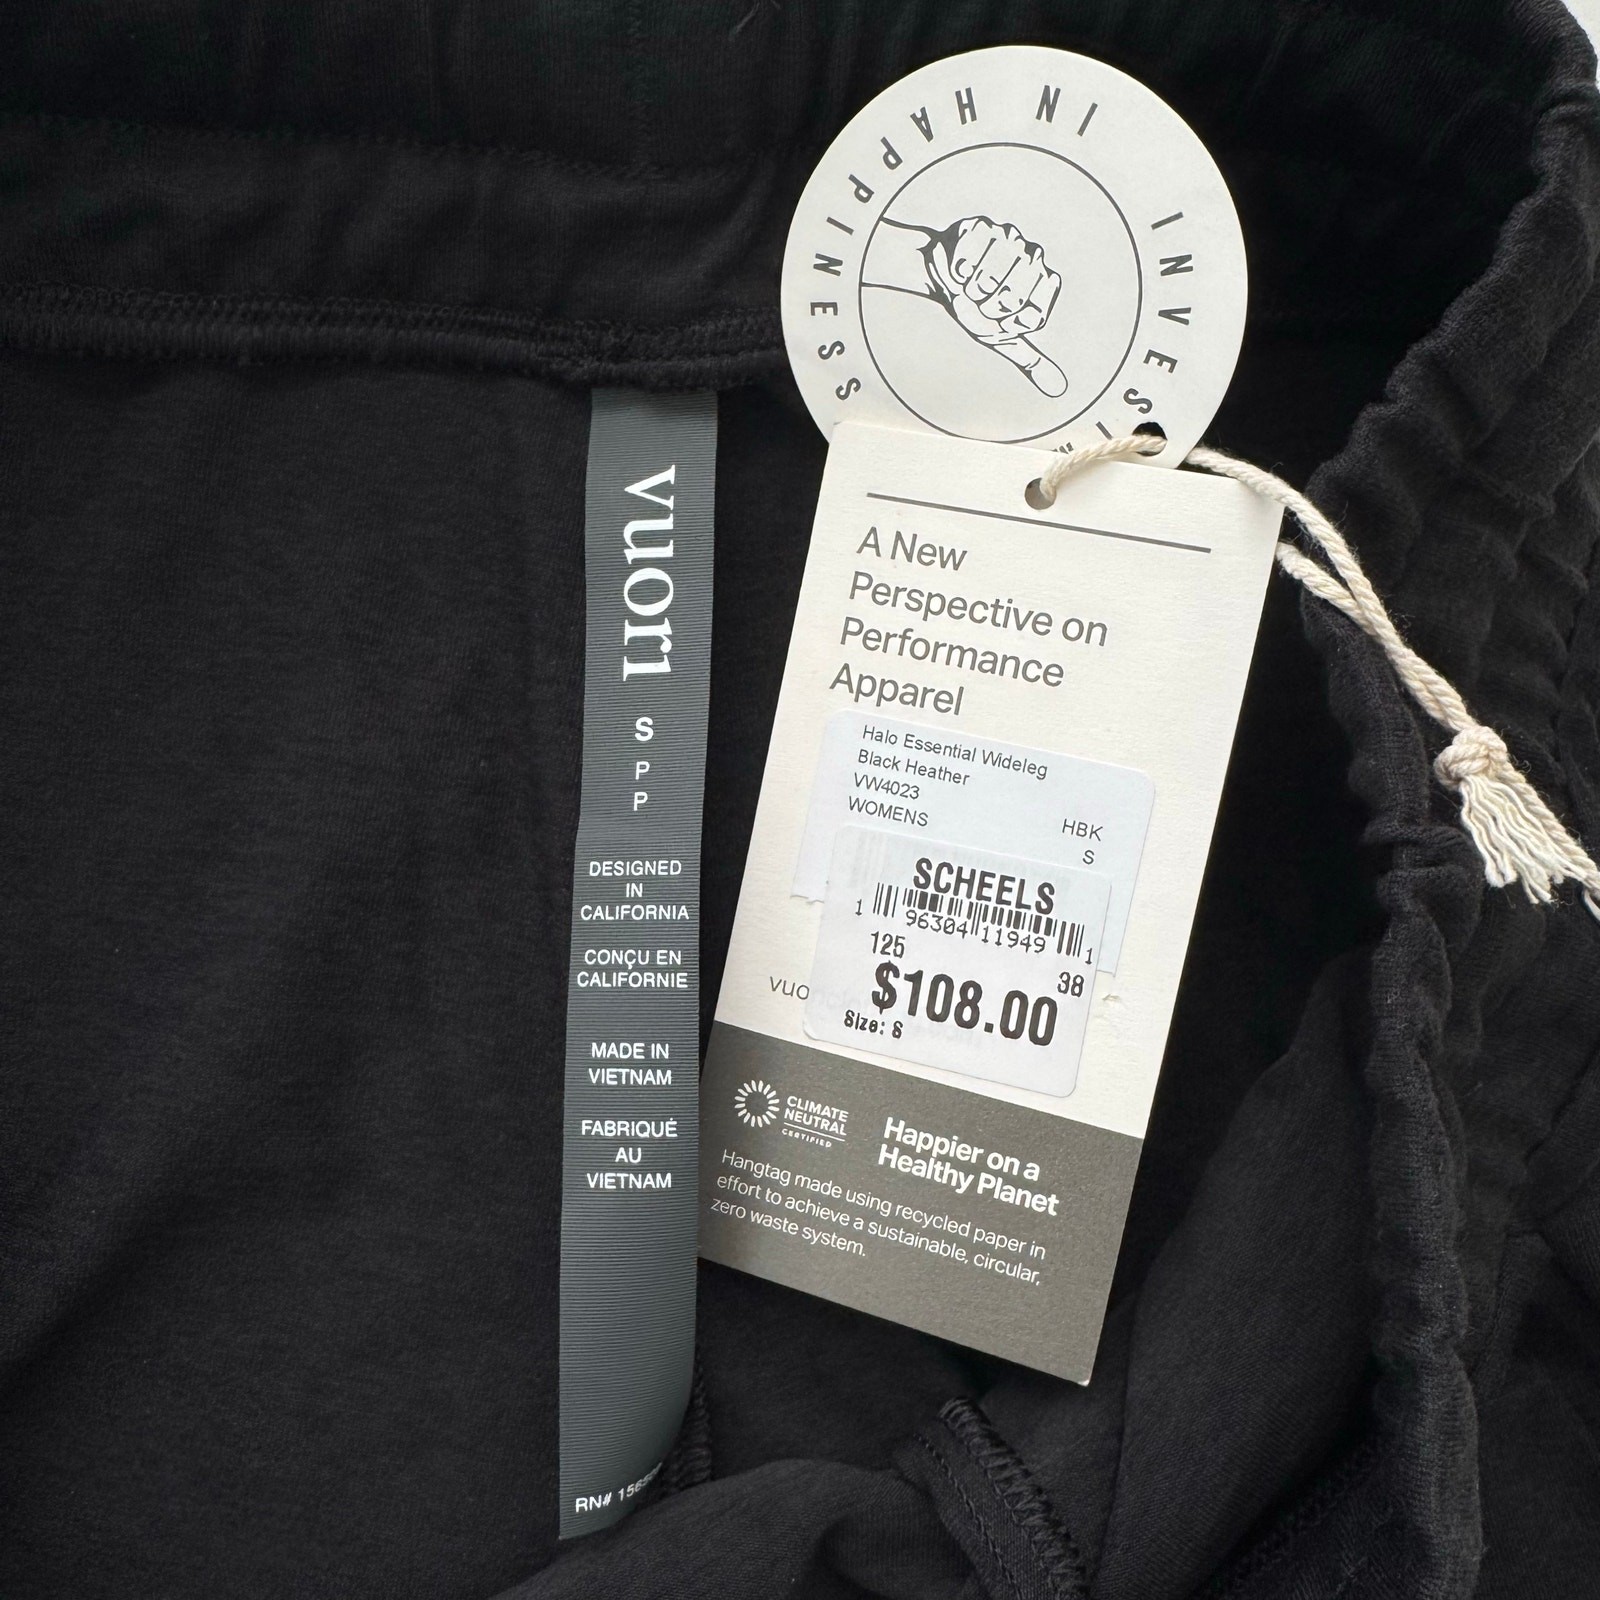 INVESTM
IN HAPPINESS
vuori
S
P
P
DESIGNED
IN
CALIFORNIA
CONÇU EN
CALIFORNIE
MADE IN
VIETNAM
FABRIQUÉ
AU
VIETNAM
RN#
A New
Perspective on
Performance
Apparel
Halo Essential Wideleg
Black Heather
VW4023
WOMENS HBK
S
SCHEELS
1 96304 11949 1
125 38
$108.00
Size: S
vuo
CLIMATE
NEUTRAL
CERTIFIED
Happier on a
Healthy Planet
Hangtag made using recycled paper in
effort to achieve a sustainable, circular,
zero waste system.